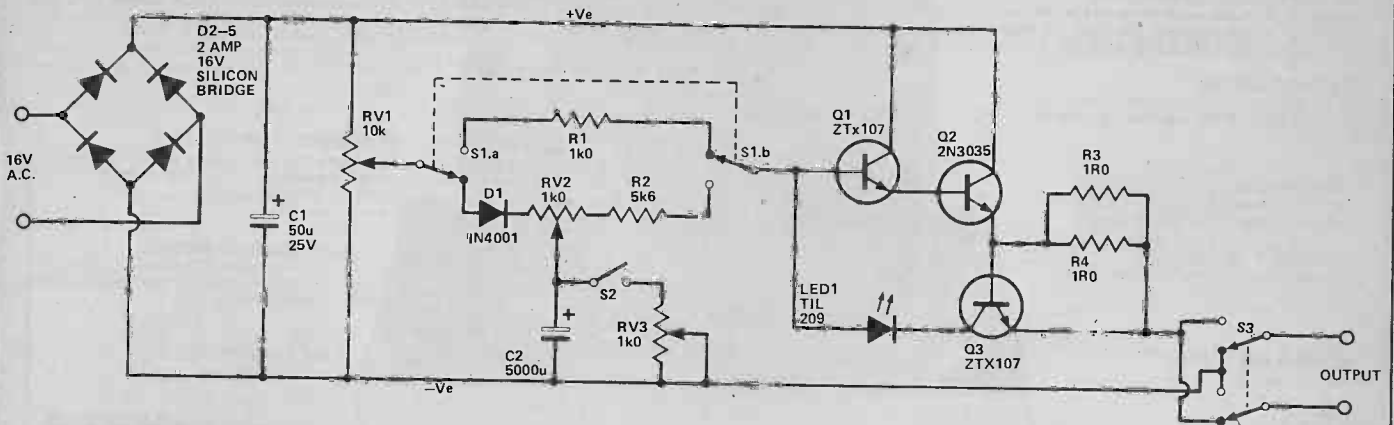 +Ve
D2–5
2 AMP
16V
SILICON
BRIDGE
16V
A.C.
C1
50u
25V
+
RV1
10k
S1.a
R1
1k0
S1.b
D1
IN4001
RV2
1k0
R2
5k6
S2
+
C2
5000u
RV3
1k0
–Ve
Q1
ZTx107
Q2
2N3035
R3
1R0
R4
1R0
LED1
TIL
209
Q3
ZTX107
S3
OUTPUT